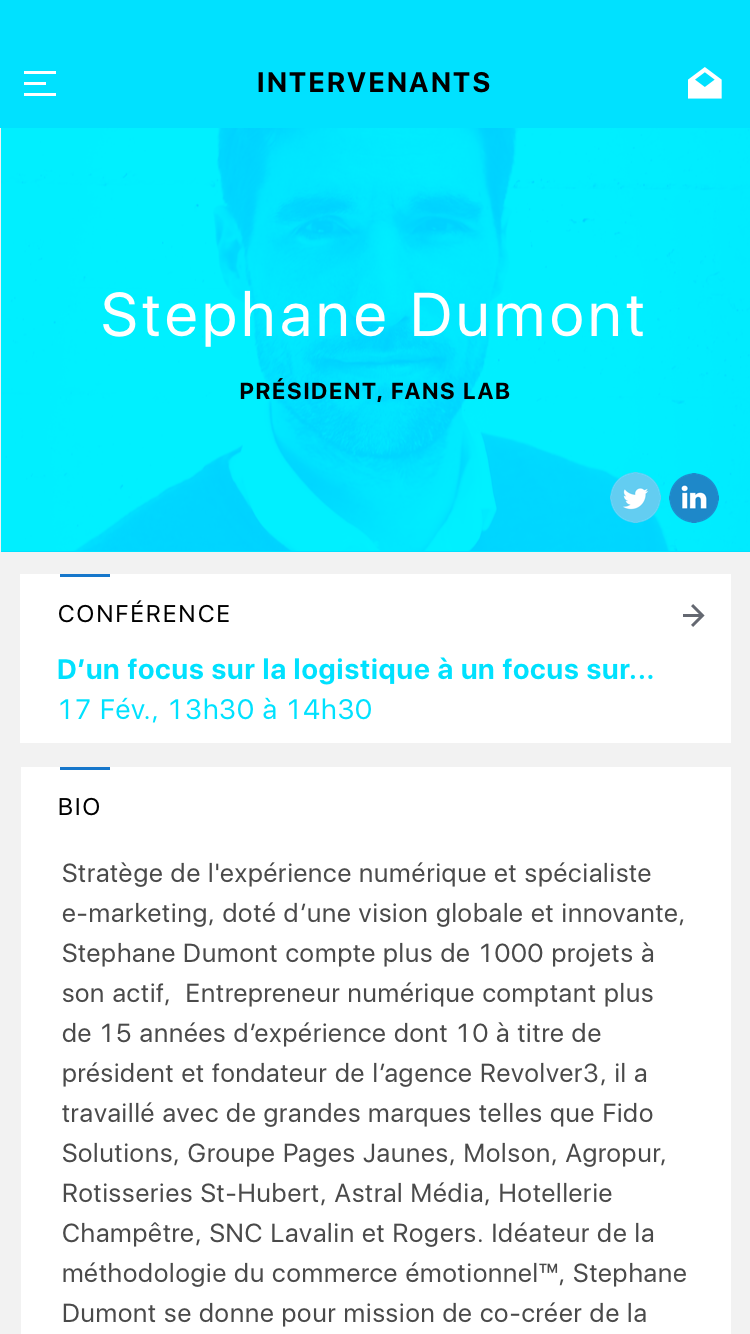 INTERVENANTS
Stephane Dumont
PRÉSIDENT, FANS LAB
in
CONFÉRENCE
D’un focus sur la logistique à un focus sur...
17 Fév., 13h30 à 14h30
BIO
Stratège de l'expérience numérique et spécialiste
e-marketing, doté d’une vision globale et innovante,
Stephane Dumont compte plus de 1000 projets à
son actif,  Entrepreneur numérique comptant plus
de 15 années d’expérience dont 10 à titre de
président et fondateur de l’agence Revolver3, il a
travaillé avec de grandes marques telles que Fido
Solutions, Groupe Pages Jaunes, Molson, Agropur,
Rotisseries St-Hubert, Astral Média, Hotellerie
Champêtre, SNC Lavalin et Rogers. Idéateur de la
méthodologie du commerce émotionnel™, Stephane
Dumont se donne pour mission de co-créer de la